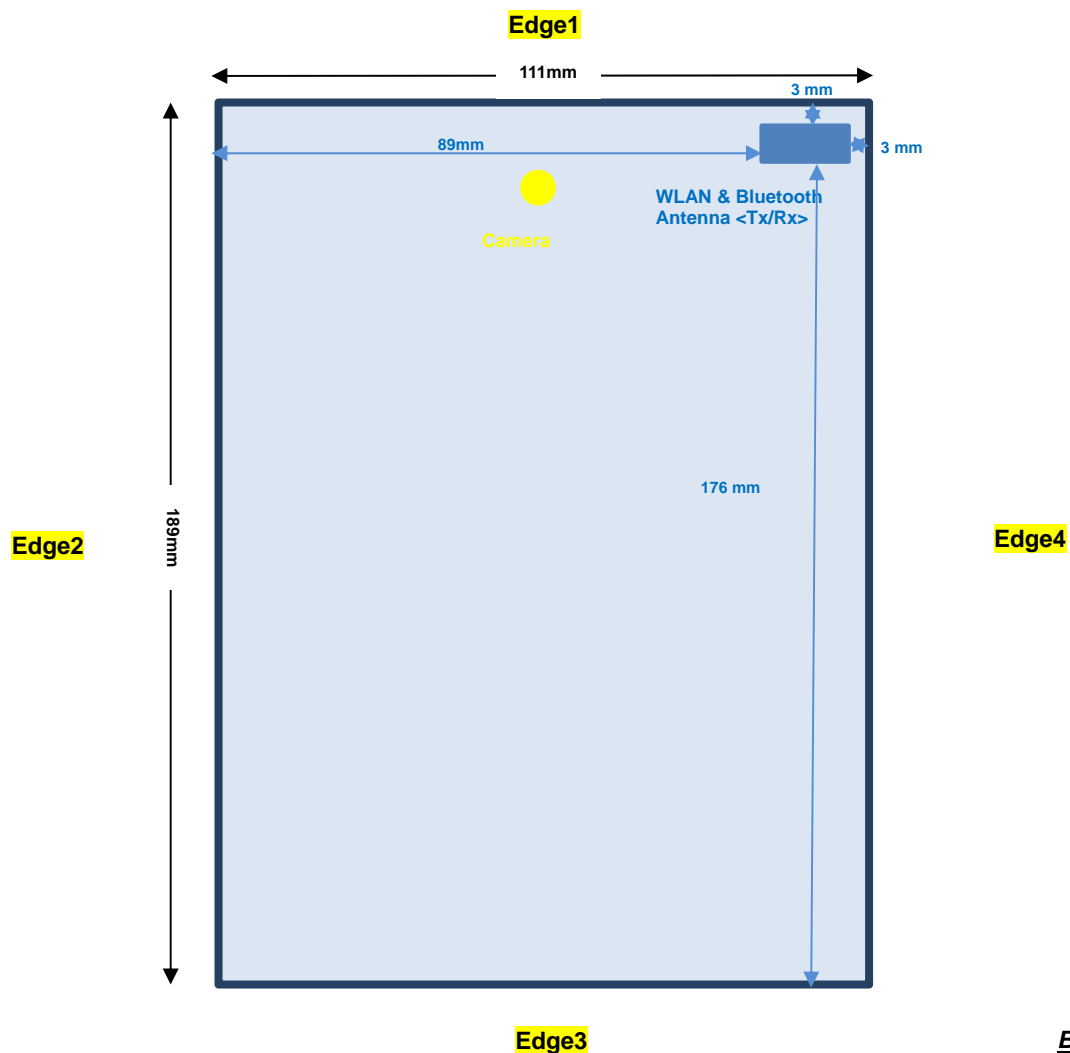 Edge1
111mm
3 mm
89mm
3 mm
WLAN & Bluetooth
Antenna <Tx/Rx>
Camera
176 mm
189mm
Edge2
Edge4
Edge3